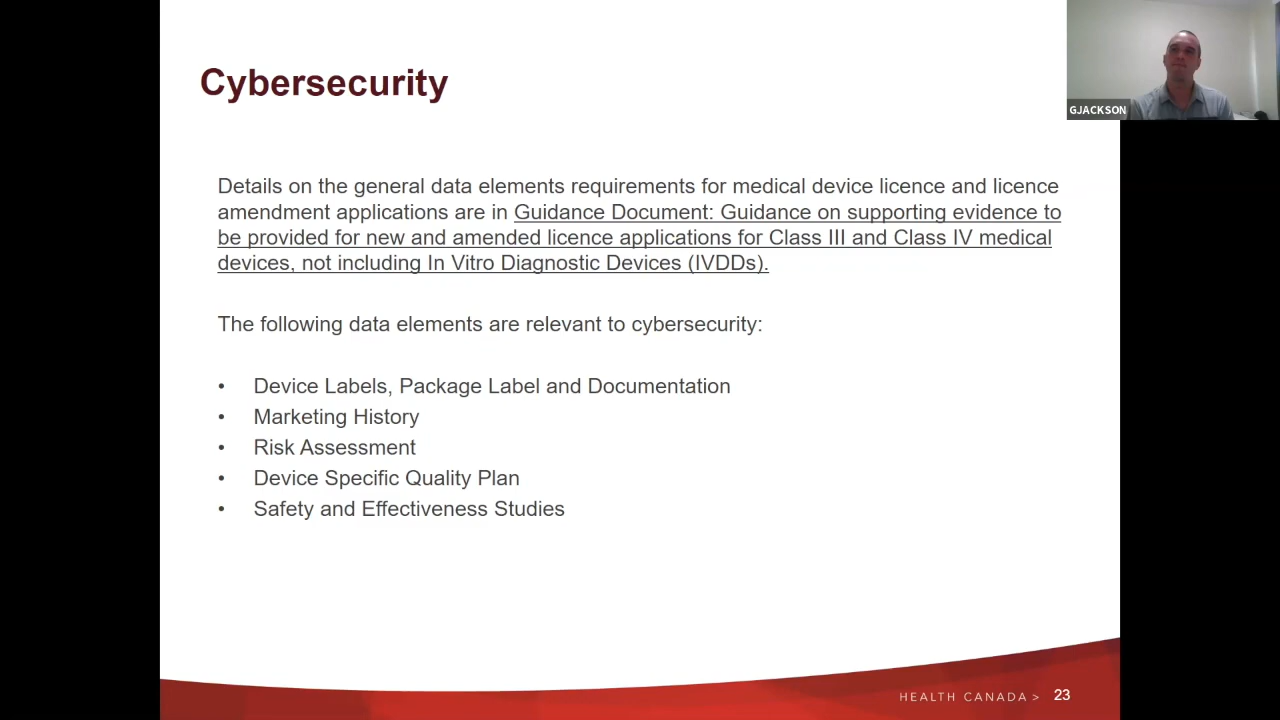 Cybersecurity
GJACKSON
Details on the general data elements requirements for medical device licence and licence
amendment applications are in Guidance Document: Guidance on supporting evidence to
be provided for new and amended licence applications for Class III and Class IV medical
devices, not including In Vitro Diagnostic Devices (IVDDs).
The following data elements are relevant to cybersecurity:
• Device Labels, Package Label and Documentation
• Marketing History
• Risk Assessment
• Device Specific Quality Plan
• Safety and Effectiveness Studies
HEALTH CANADA > 23